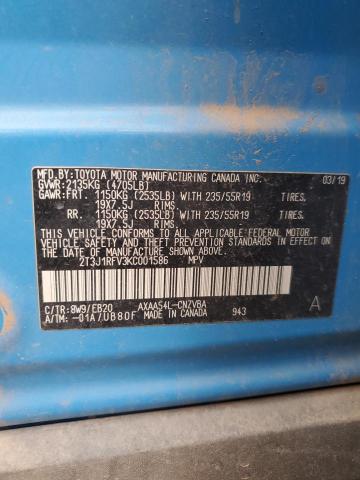 MFD. BY: TOYOTA MOTOR MANUFACTURING CANADA INC. 03/19
GVWR: 2135KG (4705LB)
GAWR: FRT. 1150KG (2535LB) WITH 235/55R19 TIRES.
19X7.5J RIMS.
RR. 1150KG (2535LB) WITH 235/55R19 TIRES.
19X7.5J RIMS.
THIS VEHICLE CONFORMS TO ALL APPLICABLE FEDERAL MOTOR
VEHICLE SAFETY STANDARDS IN EFFECT ON THE DATE OF
MANUFACTURE SHOWN ABOVE.
2T3J1RFV3KC001586 MPV
C/TR: 8W9/EB20 AXAA54L-CNZVBA A
A/TM: -01A/UB80F MADE IN CANADA 943